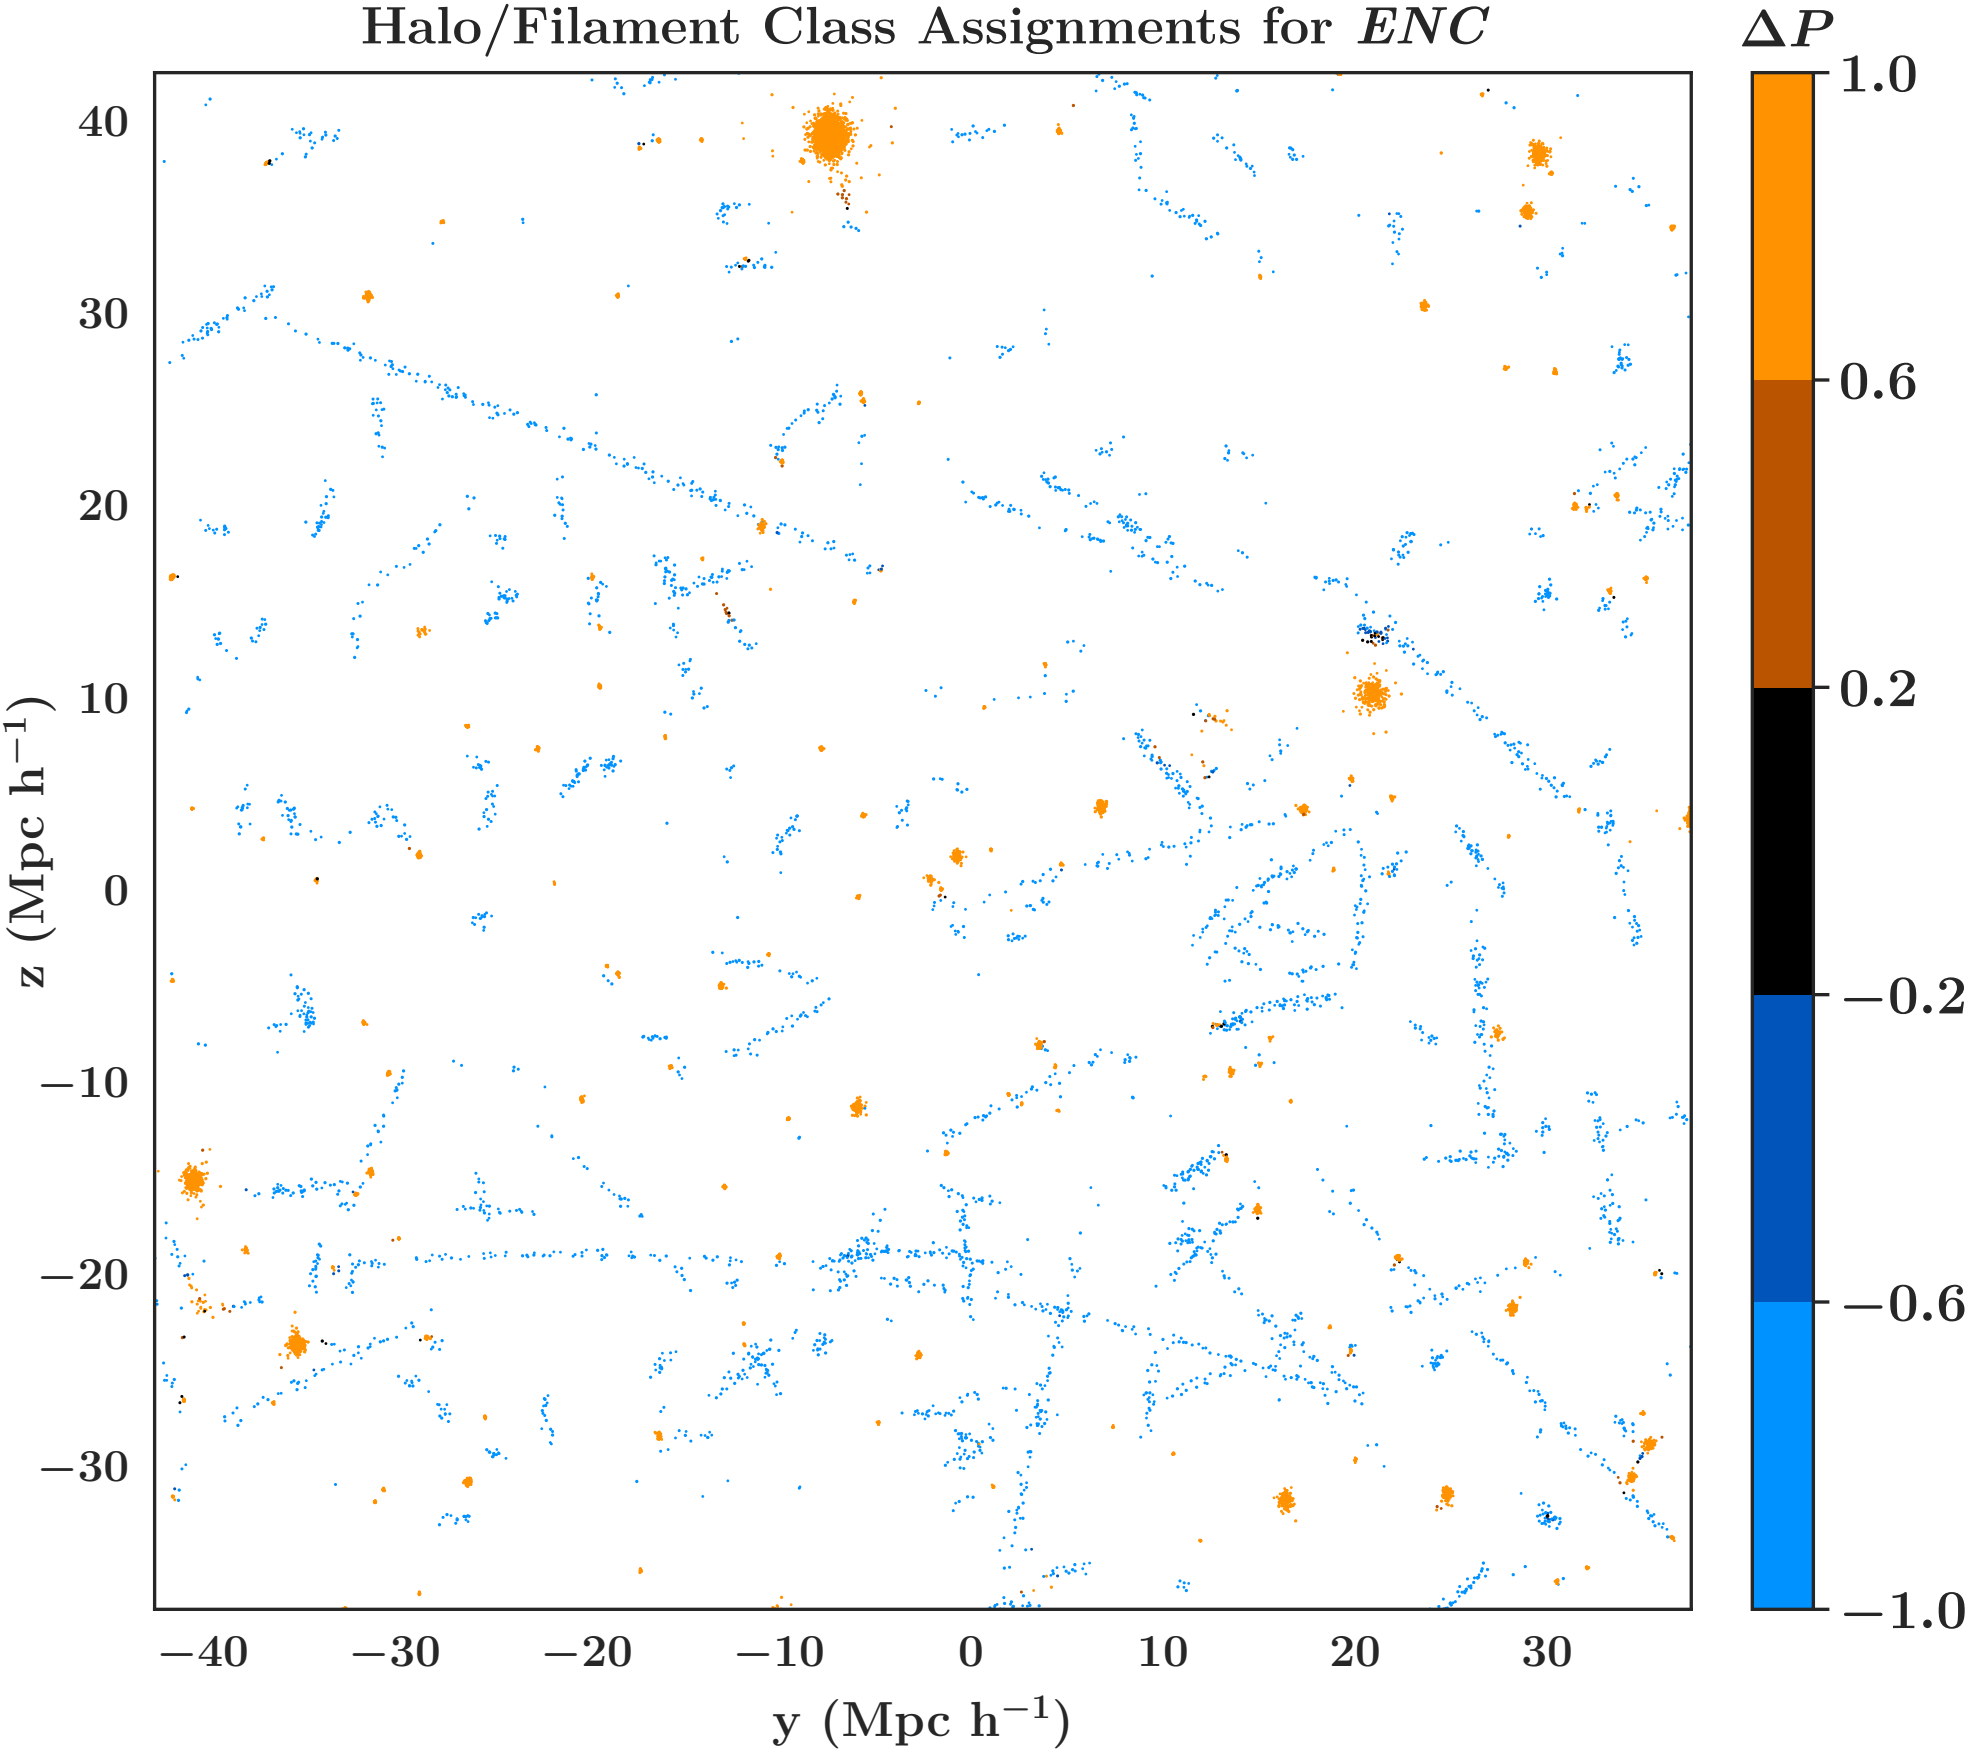 Halo/Filament Class Assignments for ENC
ΔP
1.0
0.6
0.2
−0.2
−0.6
−1.0
z (Mpc h⁻¹)
40
30
20
10
0
−10
−20
−30
−40 −30 −20 −10 0 10 20 30
y (Mpc h⁻¹)